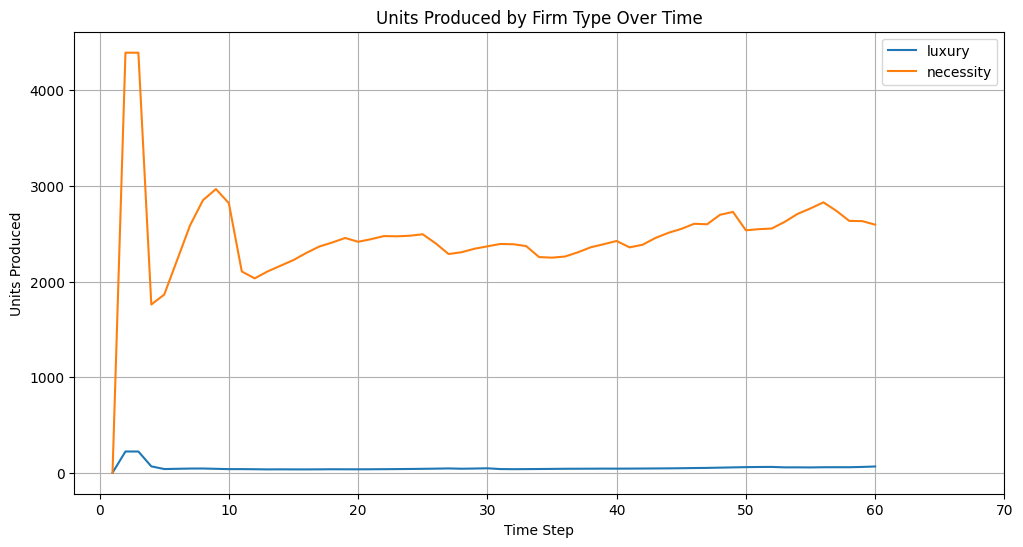 Units Produced by Firm Type Over Time
luxury
necessity
Units Produced
4000
3000
2000
1000
0
0 10 20 30 40 50 60 70
Time Step